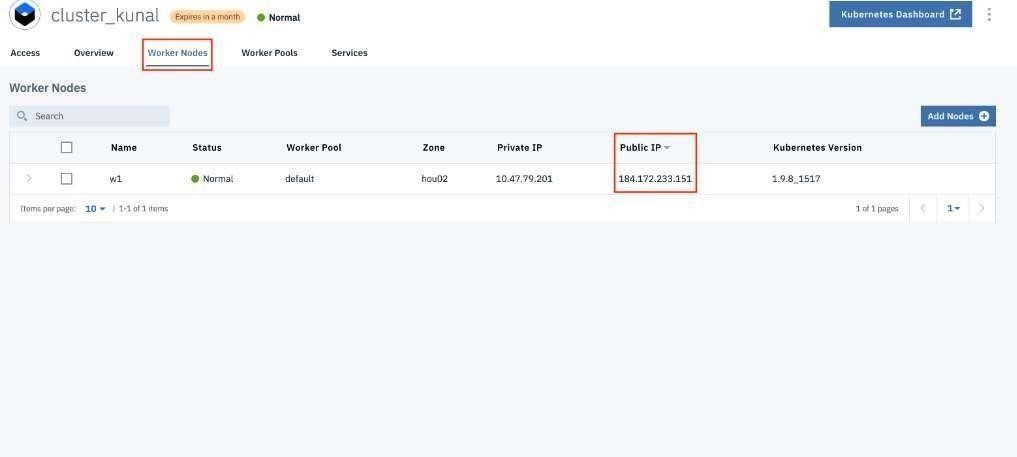 cluster_kunal Expires in a month Normal Kubernetes Dashboard
Access Overview Worker Nodes Worker Pools Services
Worker Nodes
Search Add Nodes
Name Status Worker Pool Zone Private IP Public IP Kubernetes Version
w1 Normal default hou02 10.47.79.201 184.172.233.151 1.9.8_1517
Items per page: 10 | 1-1 of 1 items 1 of 1 pages 1